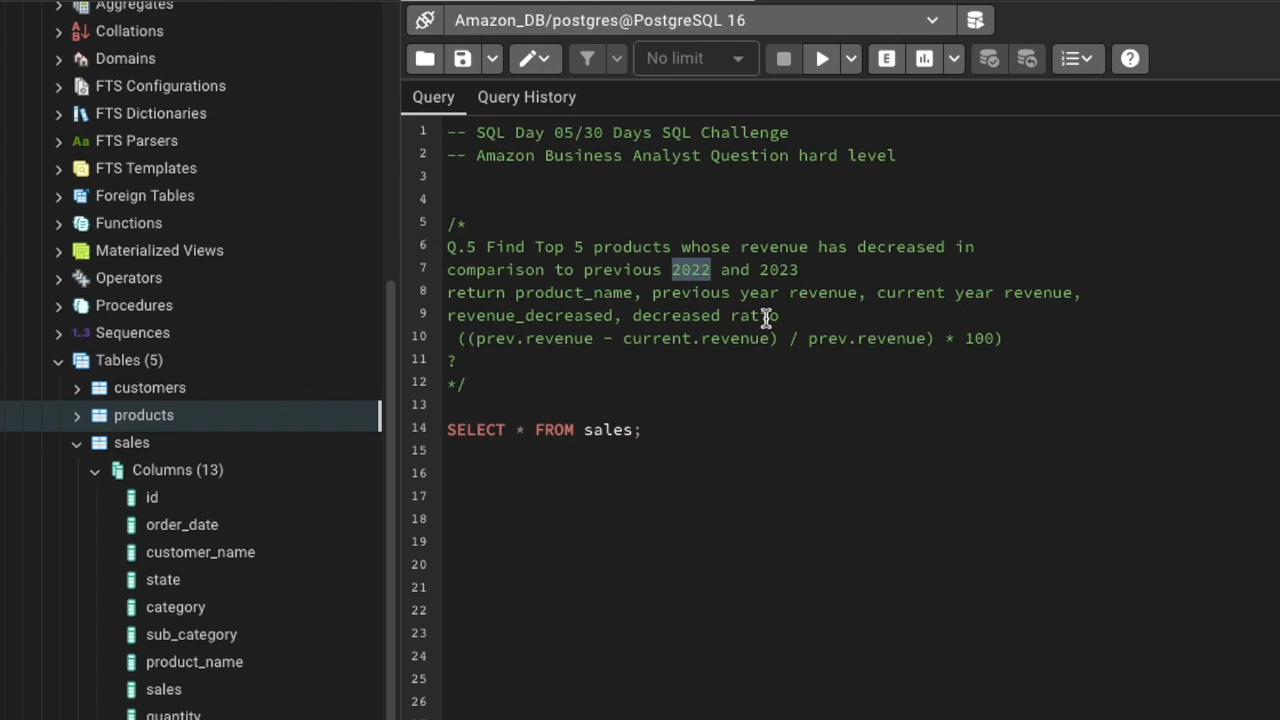 Aggregates
Collations
Domains
FTS Configurations
FTS Dictionaries
Aa FTS Parsers
FTS Templates
Foreign Tables
Functions
Materialized Views
Operators
Procedures
1..3 Sequences
Tables (5)
customers
products
sales
Columns (13)
id
order_date
customer_name
state
category
sub_category
product_name
sales
quantity
Amazon_DB/postgres@PostgreSQL 16
No limit
E
Query Query History
1 -- SQL Day 05/30 Days SQL Challenge
2 -- Amazon Business Analyst Question hard level
3
4
5 /*
6 Q.5 Find Top 5 products whose revenue has decreased in
7 comparison to previous 2022 and 2023
8 return product_name, previous year revenue, current year revenue,
9 revenue_decreased, decreased ratio
10 ((prev.revenue - current.revenue) / prev.revenue) * 100)
11 ?
12 */
13
14 SELECT * FROM sales;
15
16
17
18
19
20
21
22
23
24
25
26